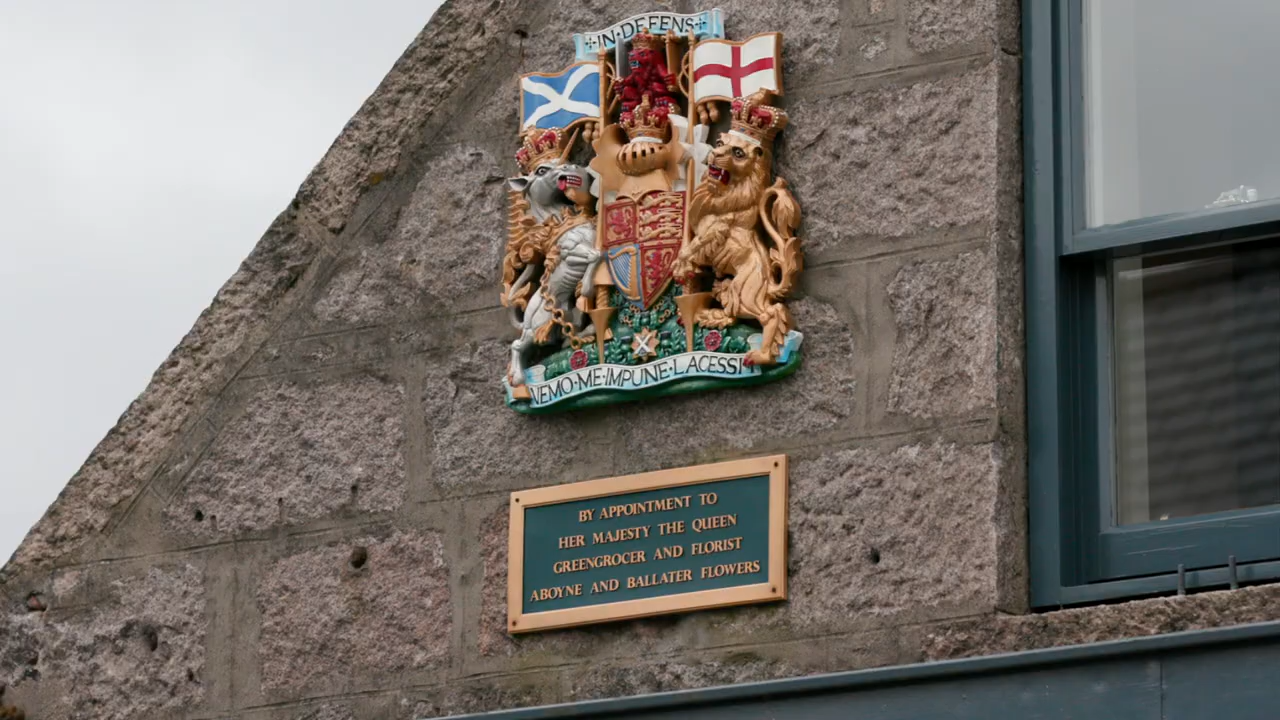 IN·DEFENS
NEMO·ME·IMPUNE·LACESSIT
BY APPOINTMENT TO
HER MAJESTY THE QUEEN
GREENGROCER AND FLORIST
ABOYNE AND BALLATER FLOWERS